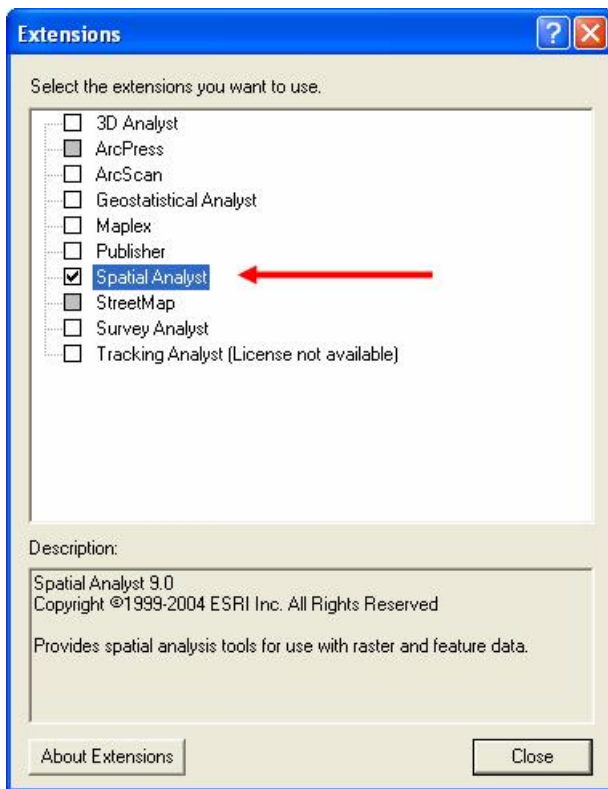 Extensions
Select the extensions you want to use.
3D Analyst
ArcPress
ArcScan
Geostatistical Analyst
Maplex
Publisher
Spatial Analyst
StreetMap
Survey Analyst
Tracking Analyst (License not available)
Description:
Spatial Analyst 9.0
Copyright ©1999-2004 ESRI Inc. All Rights Reserved
Provides spatial analysis tools for use with raster and feature data.
About Extensions
Close